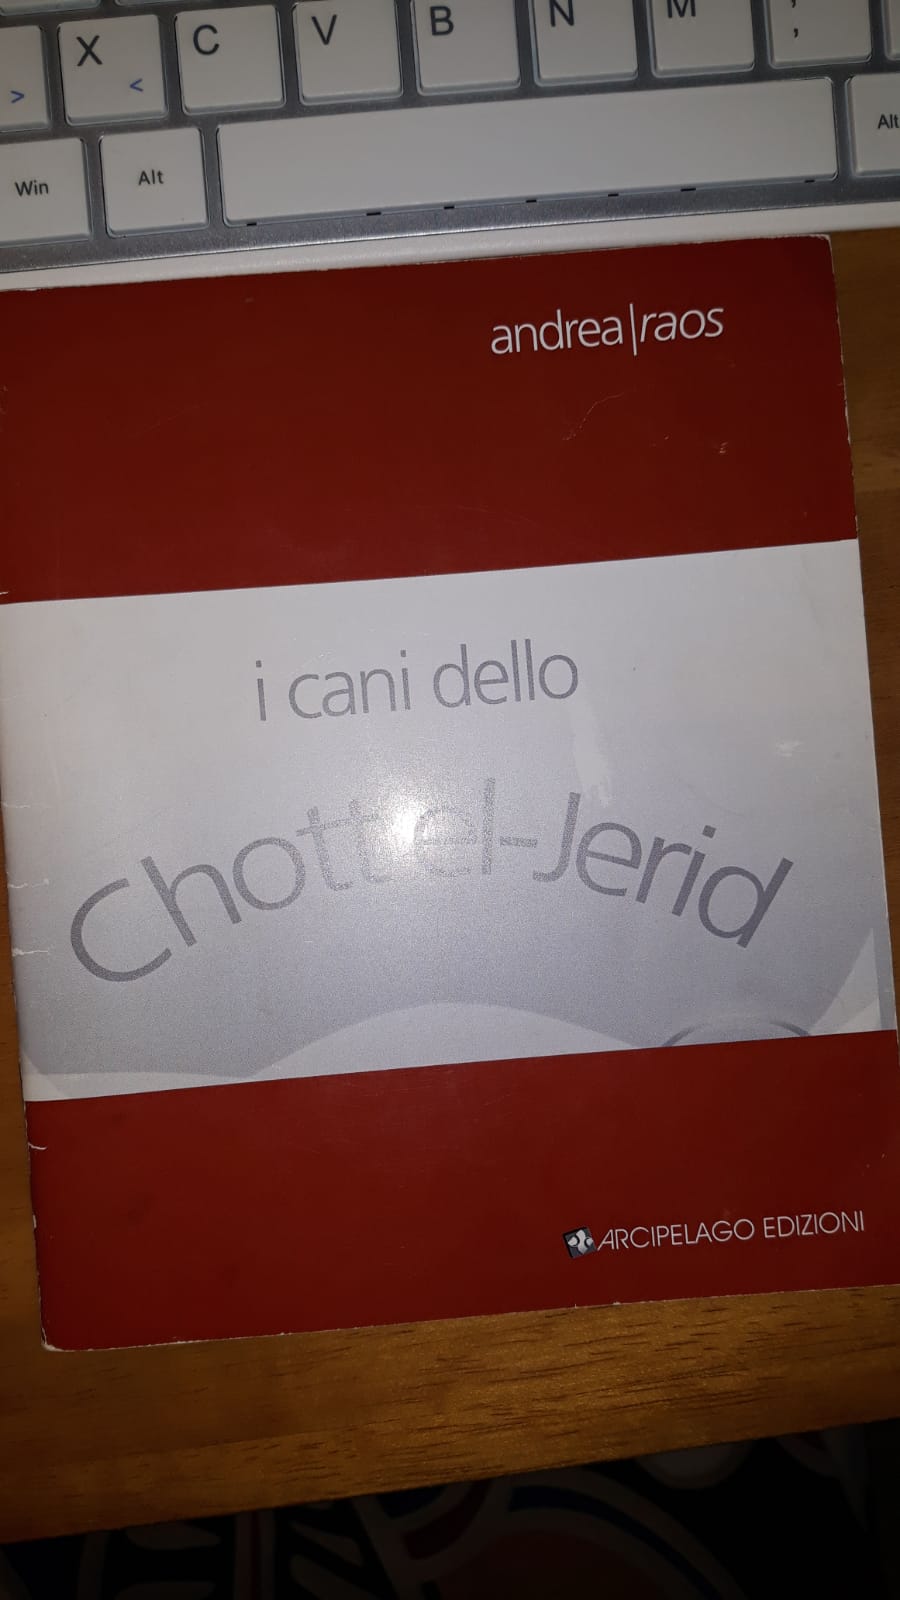 X C V B N M ;
> < ,
Win Alt Alt
andrea|raos
i cani dello
Chott el-Jerid
ARCIPELAGO EDIZIONI